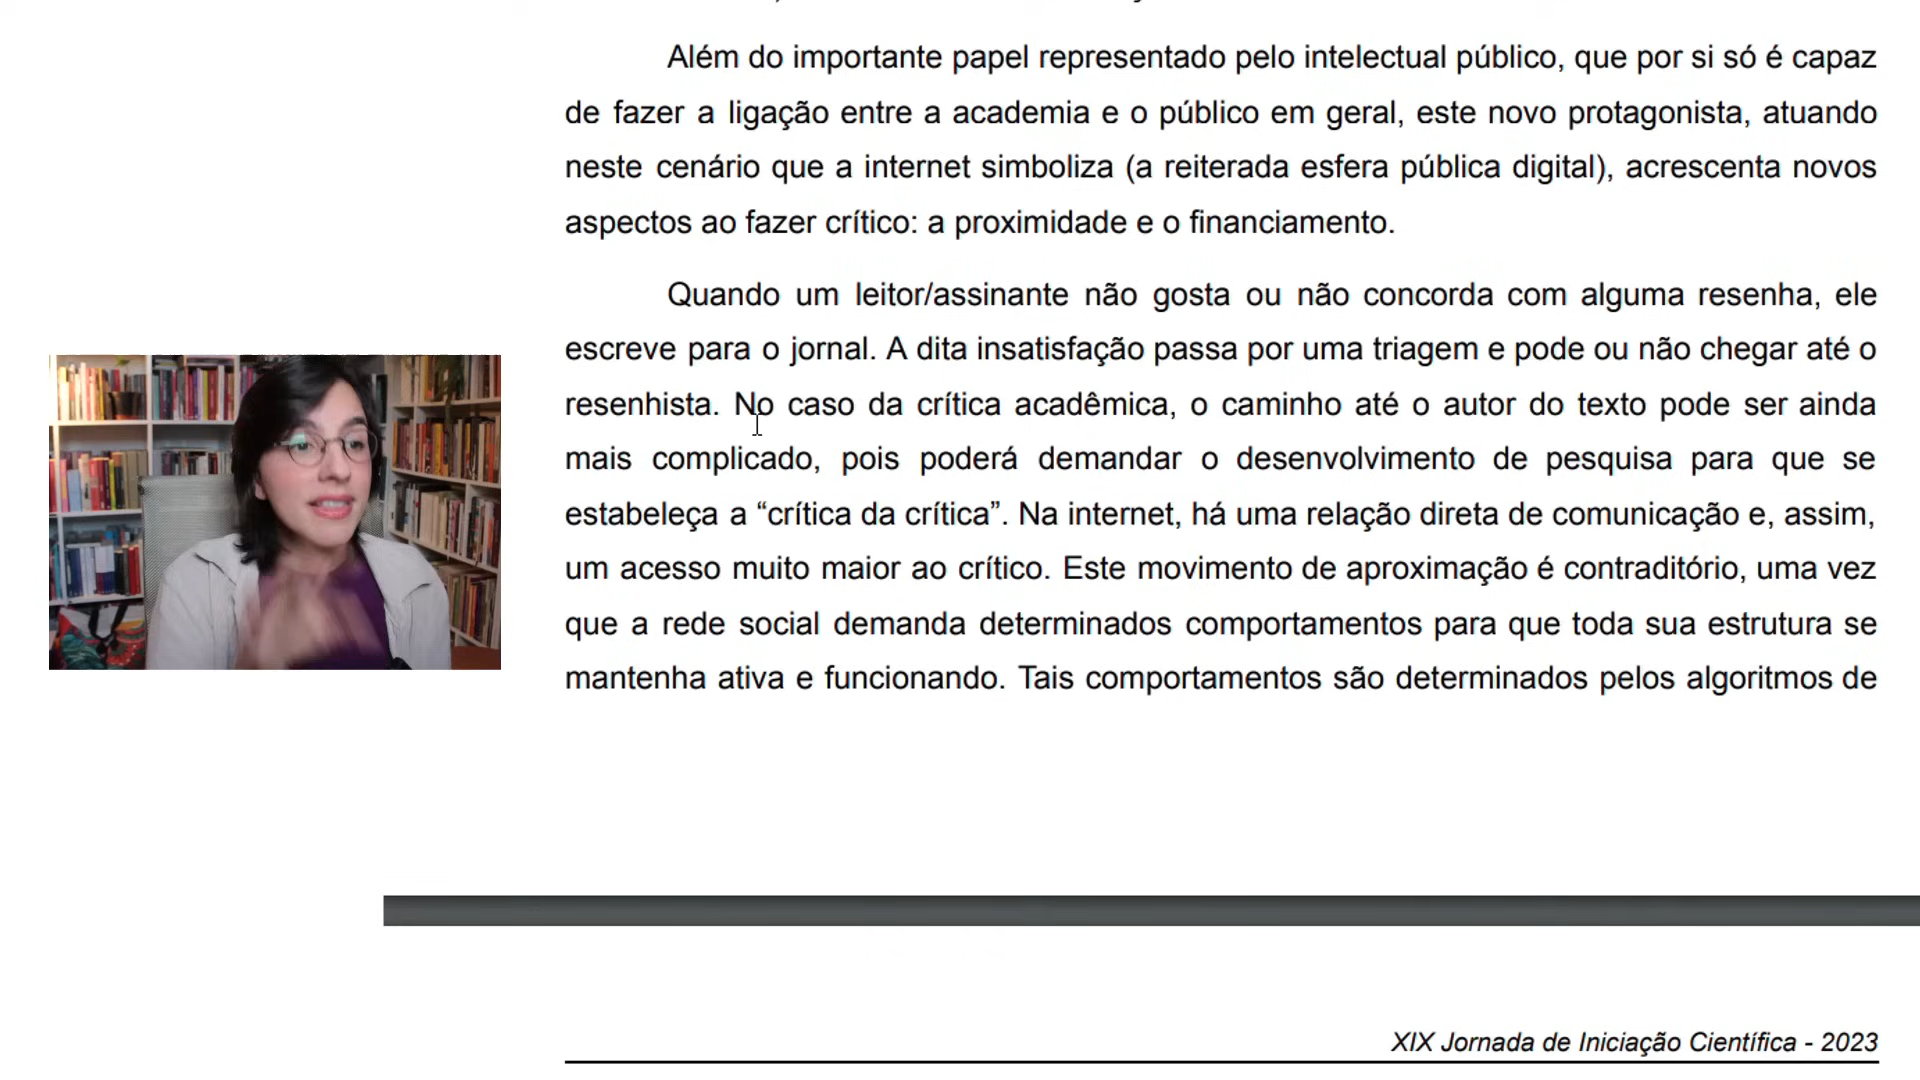 Além do importante papel representado pelo intelectual público, que por si só é capaz
de fazer a ligação entre a academia e o público em geral, este novo protagonista, atuando
neste cenário que a internet simboliza (a reiterada esfera pública digital), acrescenta novos
aspectos ao fazer crítico: a proximidade e o financiamento.
Quando um leitor/assinante não gosta ou não concorda com alguma resenha, ele
escreve para o jornal. A dita insatisfação passa por uma triagem e pode ou não chegar até o
resenhista. No caso da crítica acadêmica, o caminho até o autor do texto pode ser ainda
mais complicado, pois poderá demandar o desenvolvimento de pesquisa para que se
estabeleça a “crítica da crítica”. Na internet, há uma relação direta de comunicação e, assim,
um acesso muito maior ao crítico. Este movimento de aproximação é contraditório, uma vez
que a rede social demanda determinados comportamentos para que toda sua estrutura se
mantenha ativa e funcionando. Tais comportamentos são determinados pelos algoritmos de
XIX Jornada de Iniciação Científica - 2023